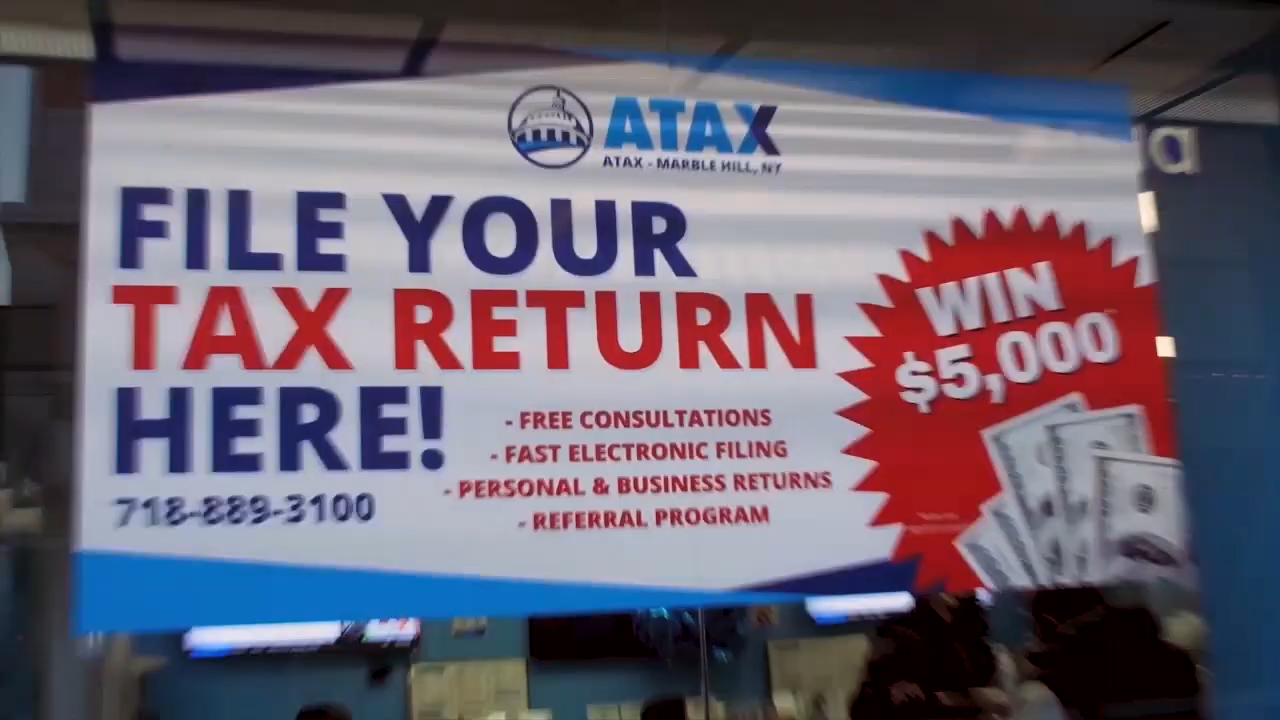 ATAX
ATAX - MARBLE HILL, NY
FILE YOUR
TAX RETURN
HERE!
718-889-3100
- FREE CONSULTATIONS
- FAST ELECTRONIC FILING
- PERSONAL & BUSINESS RETURNS
- REFERRAL PROGRAM
WIN
$5,000